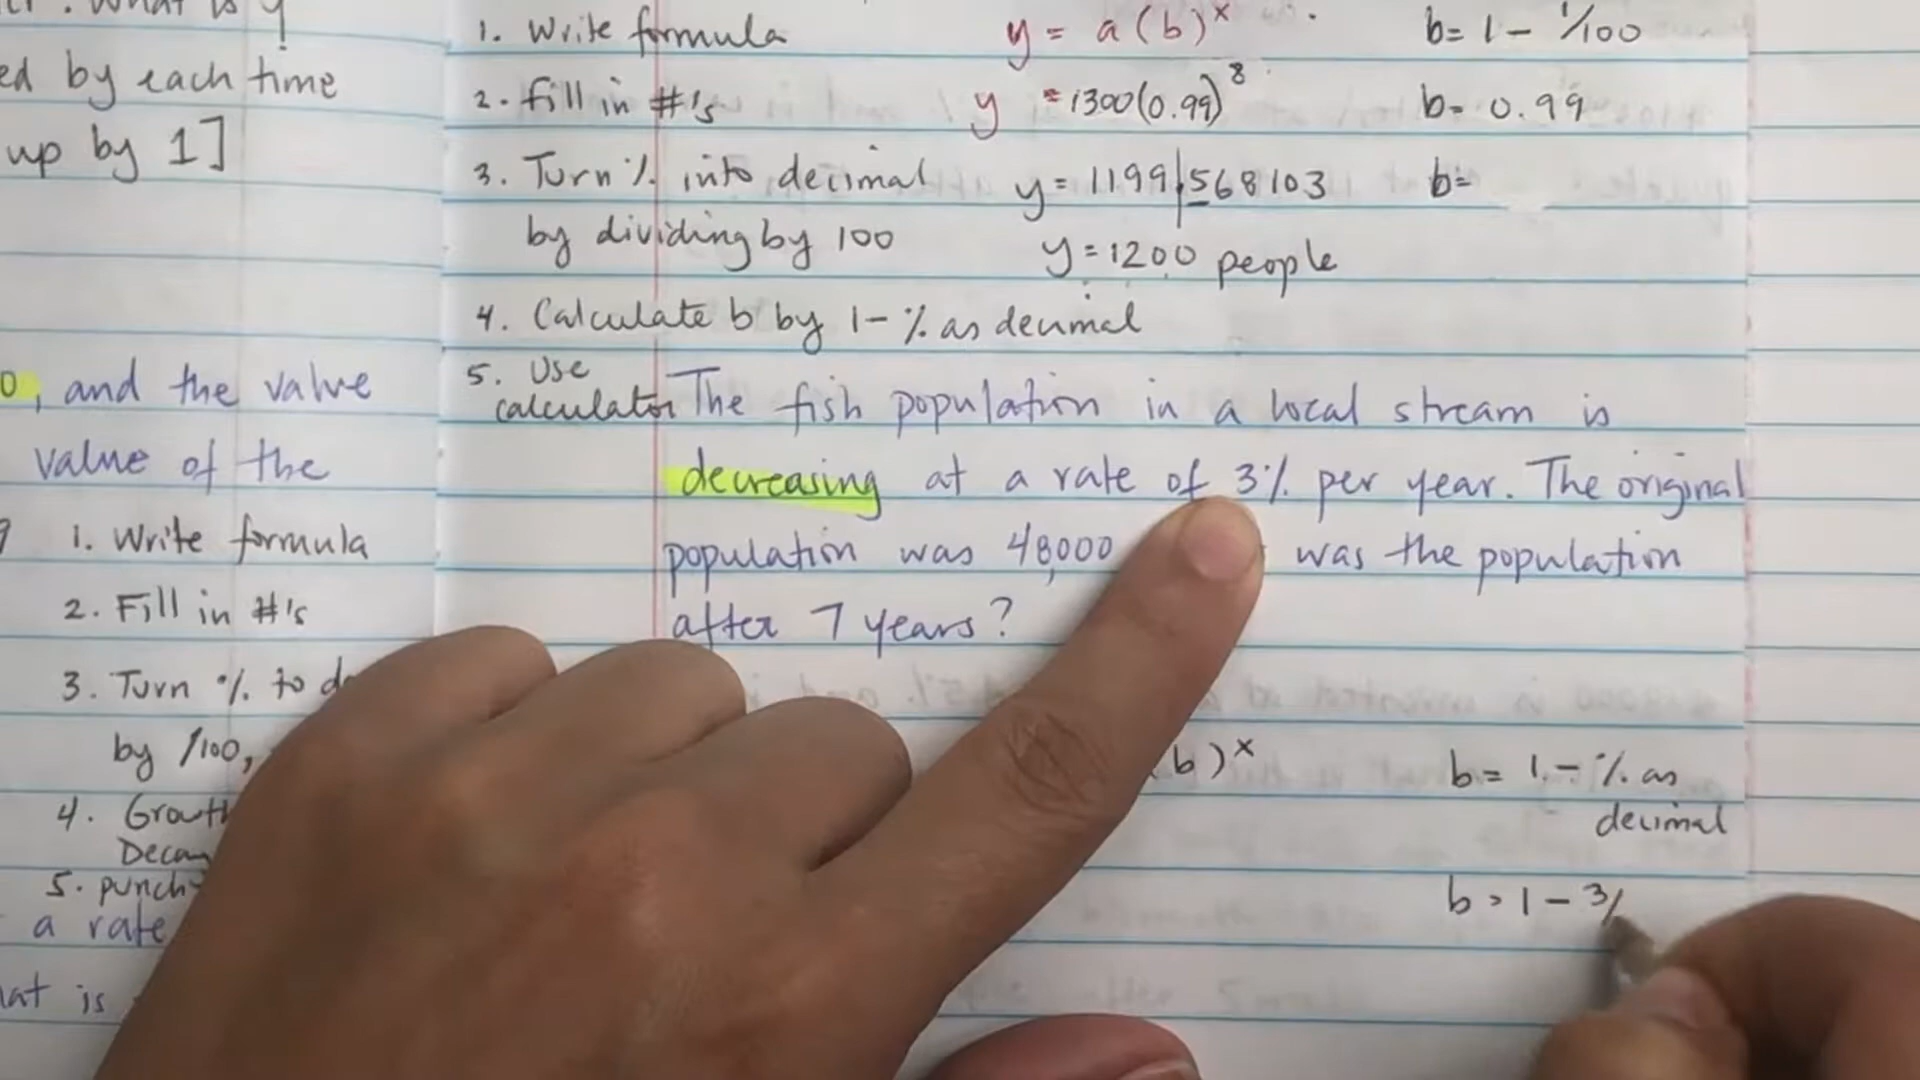 What is y
ed by each time
up by 1]
0, and the value
value of the
1. Write formula
2. Fill in #'s
3. Turn % to
by /100,
4. Growth
Decay
5. punch
a rate
is
1. Write formula
2. fill in #'s
3. Turn % into decimal
by dividing by 100
4. Calculate b by 1- % as decimal
5. Use
calculator
y = a(b)^x
y = 1300(0.99)^8
y = 1199.568103
y = 1200 people
b = 1 - 1/100
b = 0.99
b =
The fish population in a local stream is
decreasing at a rate of 3% per year. The original
population was 48,000 was the population
after 7 years?
b)^x
b = 1 - % as
decimal
b = 1 - 3/